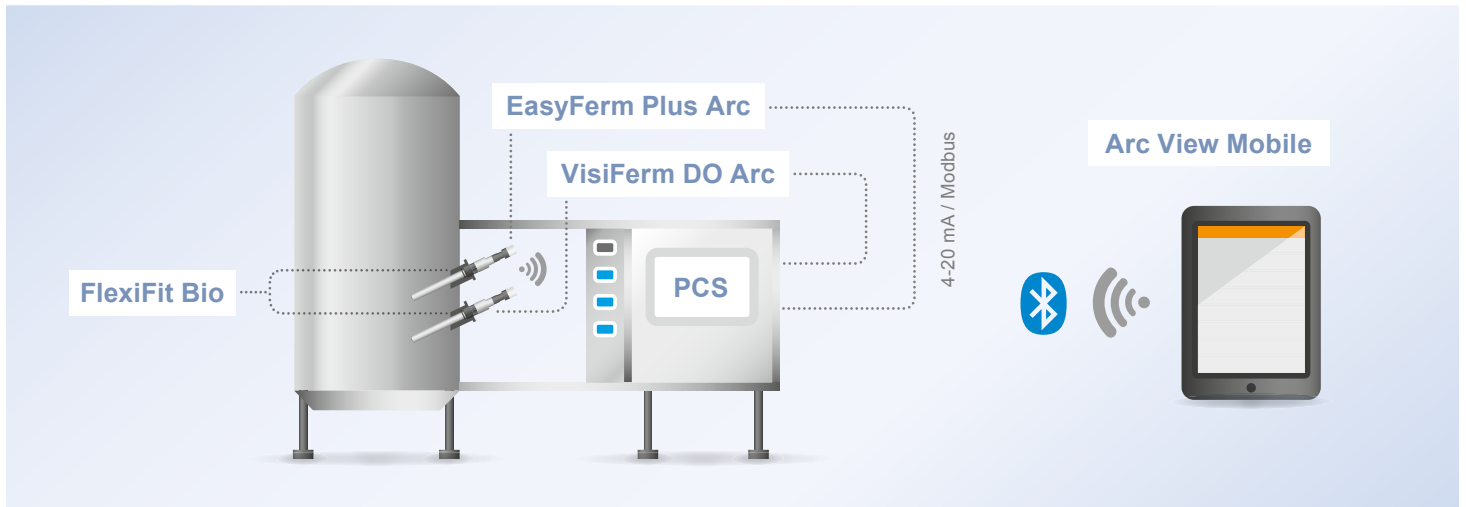 EasyFerm Plus Arc
VisiFerm DO Arc
FlexiFit Bio
PCS
4-20 mA / Modbus
Arc View Mobile